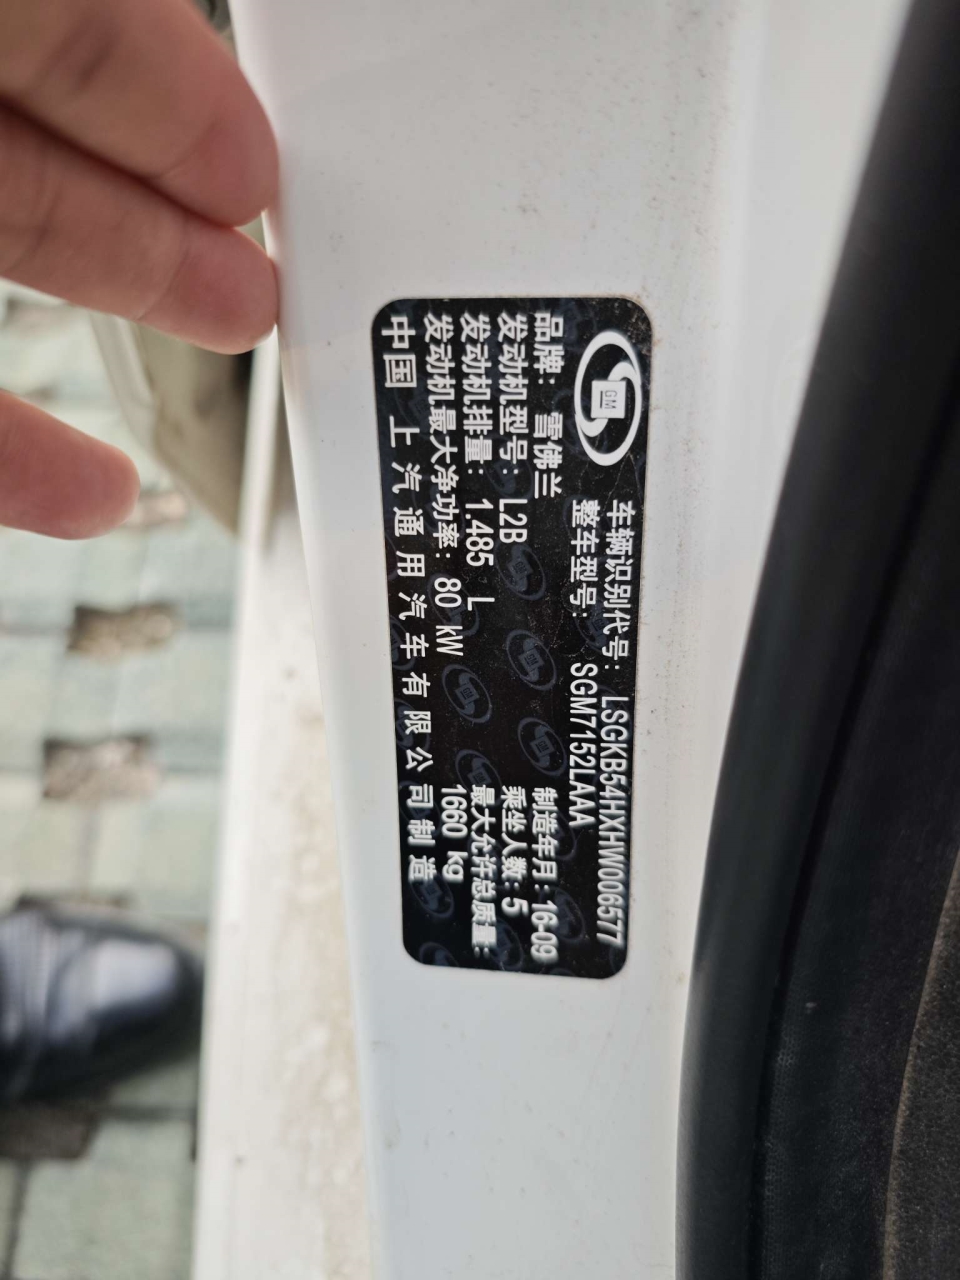 GM
车辆识别代号: LSGKB54HXHW006577
整车型号: SGM7152LAAA
品牌: 雪佛兰
制造年月: 16-09
发动机型号: L2B
乘坐人数: 5
发动机排量: 1.485 L
最大允许总质量:
发动机最大净功率: 80 kW
1660 kg
中国 上汽通用汽车有限公司制造